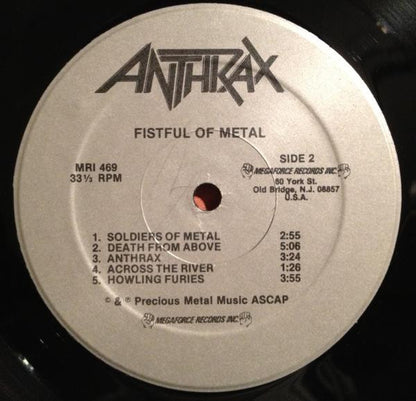 ANTHRAX
FISTFUL OF METAL
MRI 469
33⅓ RPM
SIDE 2
MEGAFORCE RECORDS INC.
60 York St.
Old Bridge, N.J. 08857
U.S.A.
1. SOLDIERS OF METAL 2:55
2. DEATH FROM ABOVE 5:06
3. ANTHRAX 3:24
4. ACROSS THE RIVER 1:26
5. HOWLING FURIES 3:55
© & ℗ Precious Metal Music ASCAP
MEGAFORCE RECORDS INC.